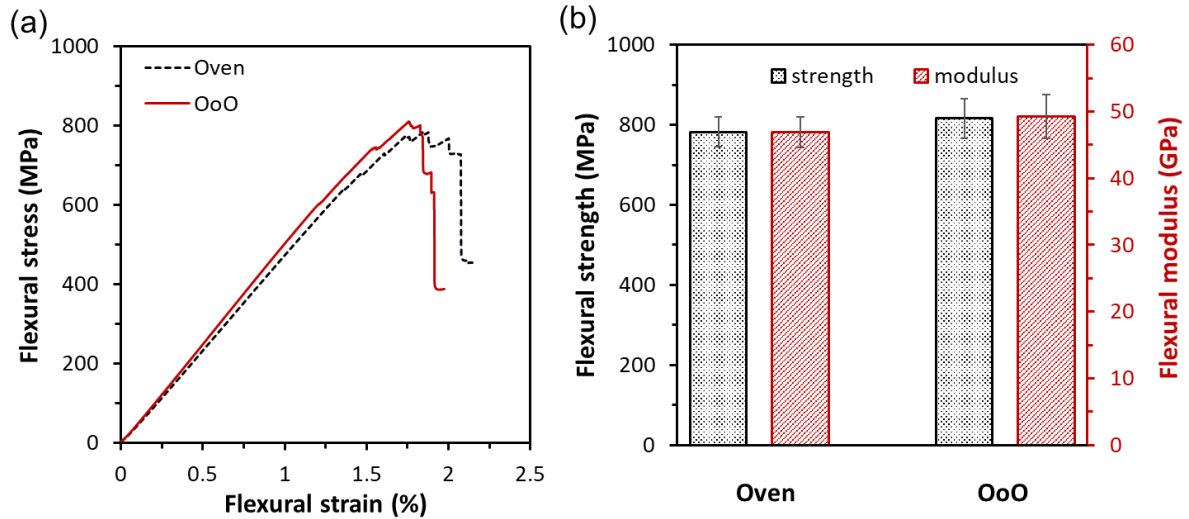 (a)
Flexural stress (MPa)
1000
800
600
400
200
0
Oven
OoO
0
0.5
1
1.5
2
2.5
Flexural strain (%)
(b)
Flexural strength (MPa)
1000
800
600
400
200
0
strength
modulus
60
50
40
30
20
10
0
Flexural modulus (GPa)
Oven
OoO